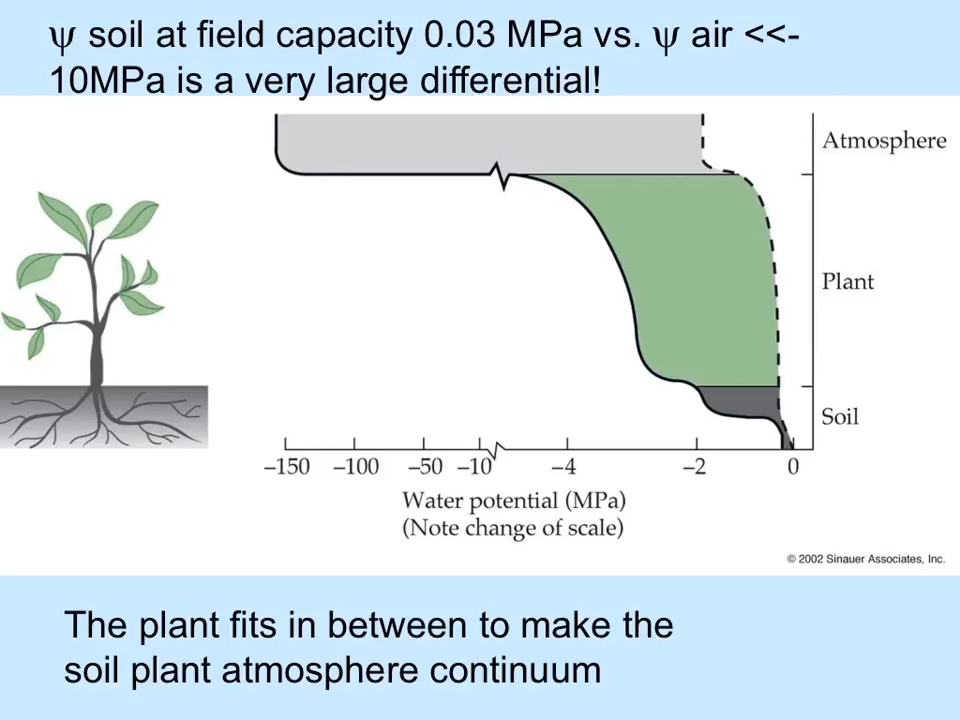 ψ soil at field capacity 0.03 MPa vs. ψ air <<-
10MPa is a very large differential!
Atmosphere
Plant
Soil
–150 –100 –50 –10 –4 –2 0
Water potential (MPa)
(Note change of scale)
© 2002 Sinauer Associates, Inc.
The plant fits in between to make the
soil plant atmosphere continuum